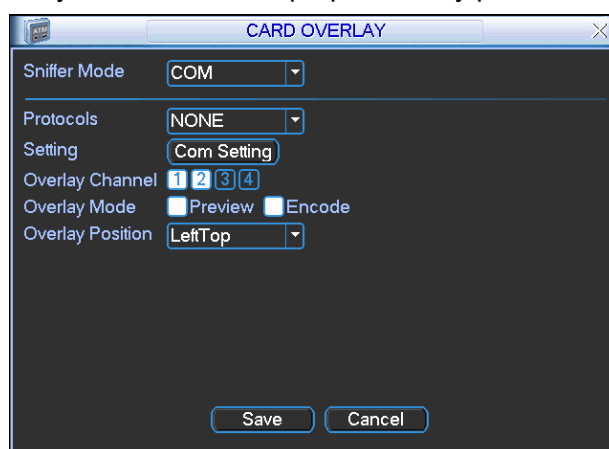 ATM
CARD OVERLAY
Sniffer Mode COM
Protocols NONE
Setting Com Setting
Overlay Channel 1 2 3 4
Overlay Mode Preview Encode
Overlay Position LeftTop
Save Cancel